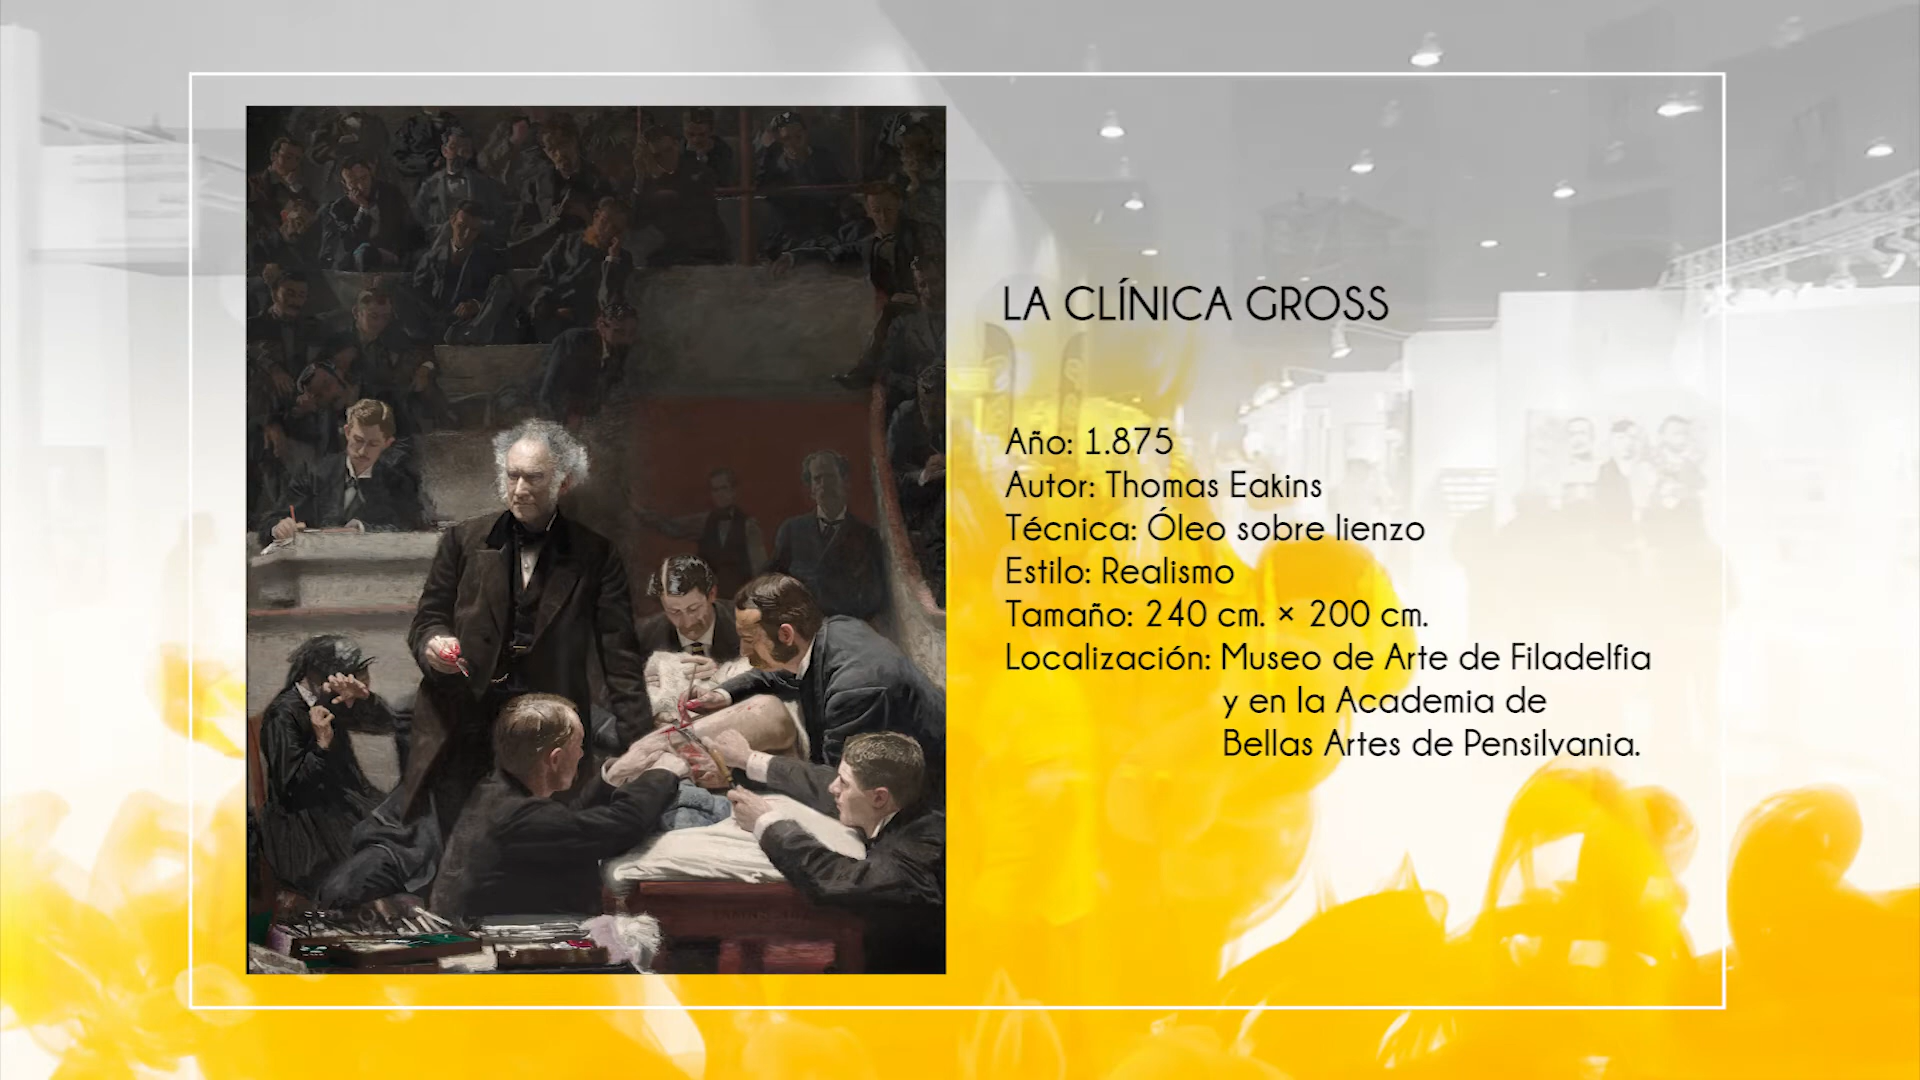 LA CLÍNICA GROSS
Año: 1.875
Autor: Thomas Eakins
Técnica: Óleo sobre lienzo
Estilo: Realismo
Tamaño: 240 cm. × 200 cm.
Localización: Museo de Arte de Filadelfia
y en la Academia de
Bellas Artes de Pensilvania.